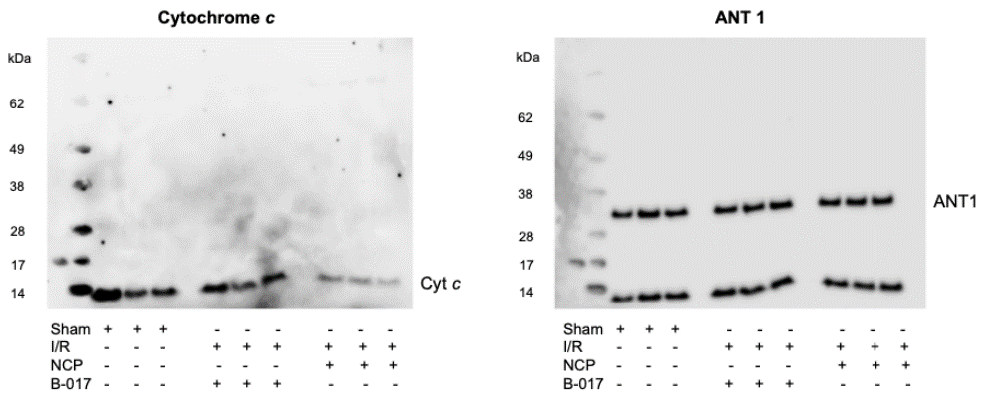 Cytochrome c
kDa
62
49
38
28
17
14
Cyt c
Sham + + + - - - - - -
I/R - - - + + + + + +
NCP - - - - - - + + +
B-017 - - - + + + - - -
ANT 1
kDa
62
49
38
28
17
14
ANT1
Sham + + + - - - - - -
I/R - - - + + + + + +
NCP - - - - - - + + +
B-017 - - - + + + - - -